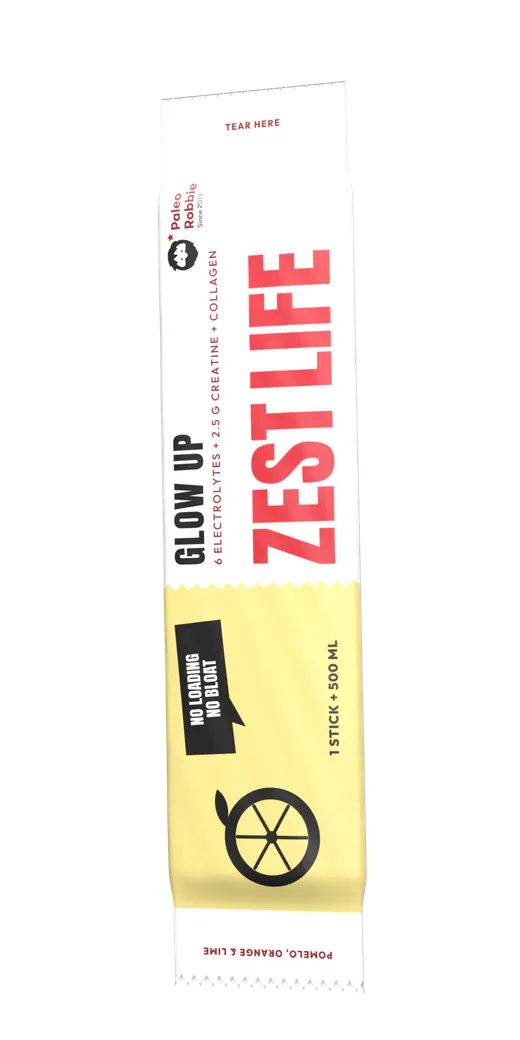 TEAR HERE
Paleo
Robbie
Since 2010
GLOW UP
6 ELECTROLYTES + 2.5 G CREATINE + COLLAGEN
ZEST LIFE
NO LOADING
NO BLOAT
1 STICK + 500 ML
POMELO, ORANGE & LIME